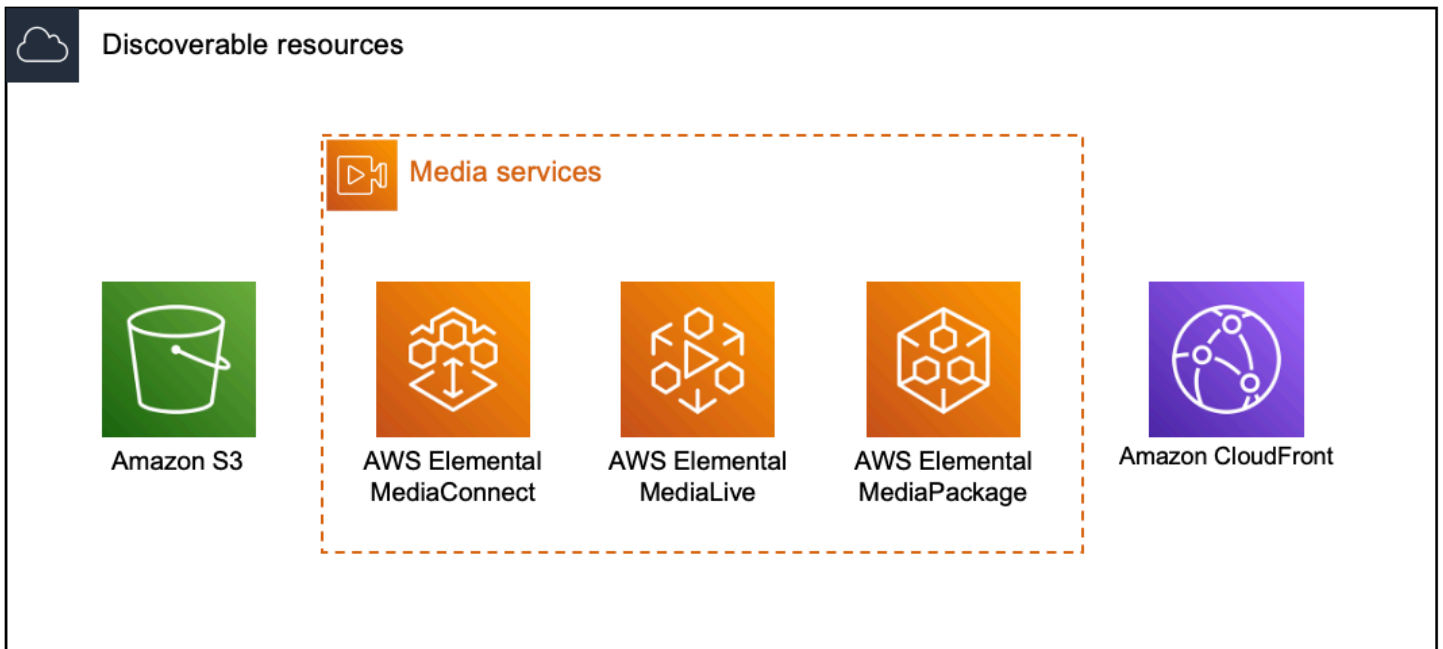 Discoverable resources
Media services
Amazon S3
AWS Elemental
MediaConnect
AWS Elemental
MediaLive
AWS Elemental
MediaPackage
Amazon CloudFront